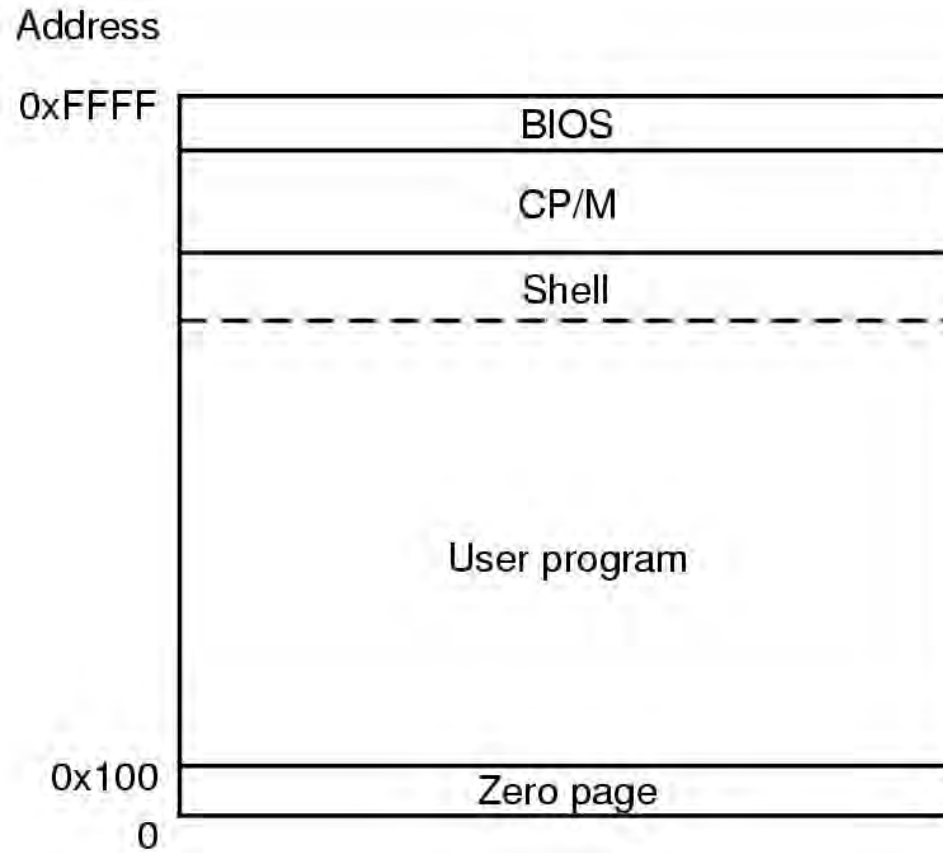 Address
0xFFFF
BIOS
CP/M
Shell
User program
0x100
Zero page
0